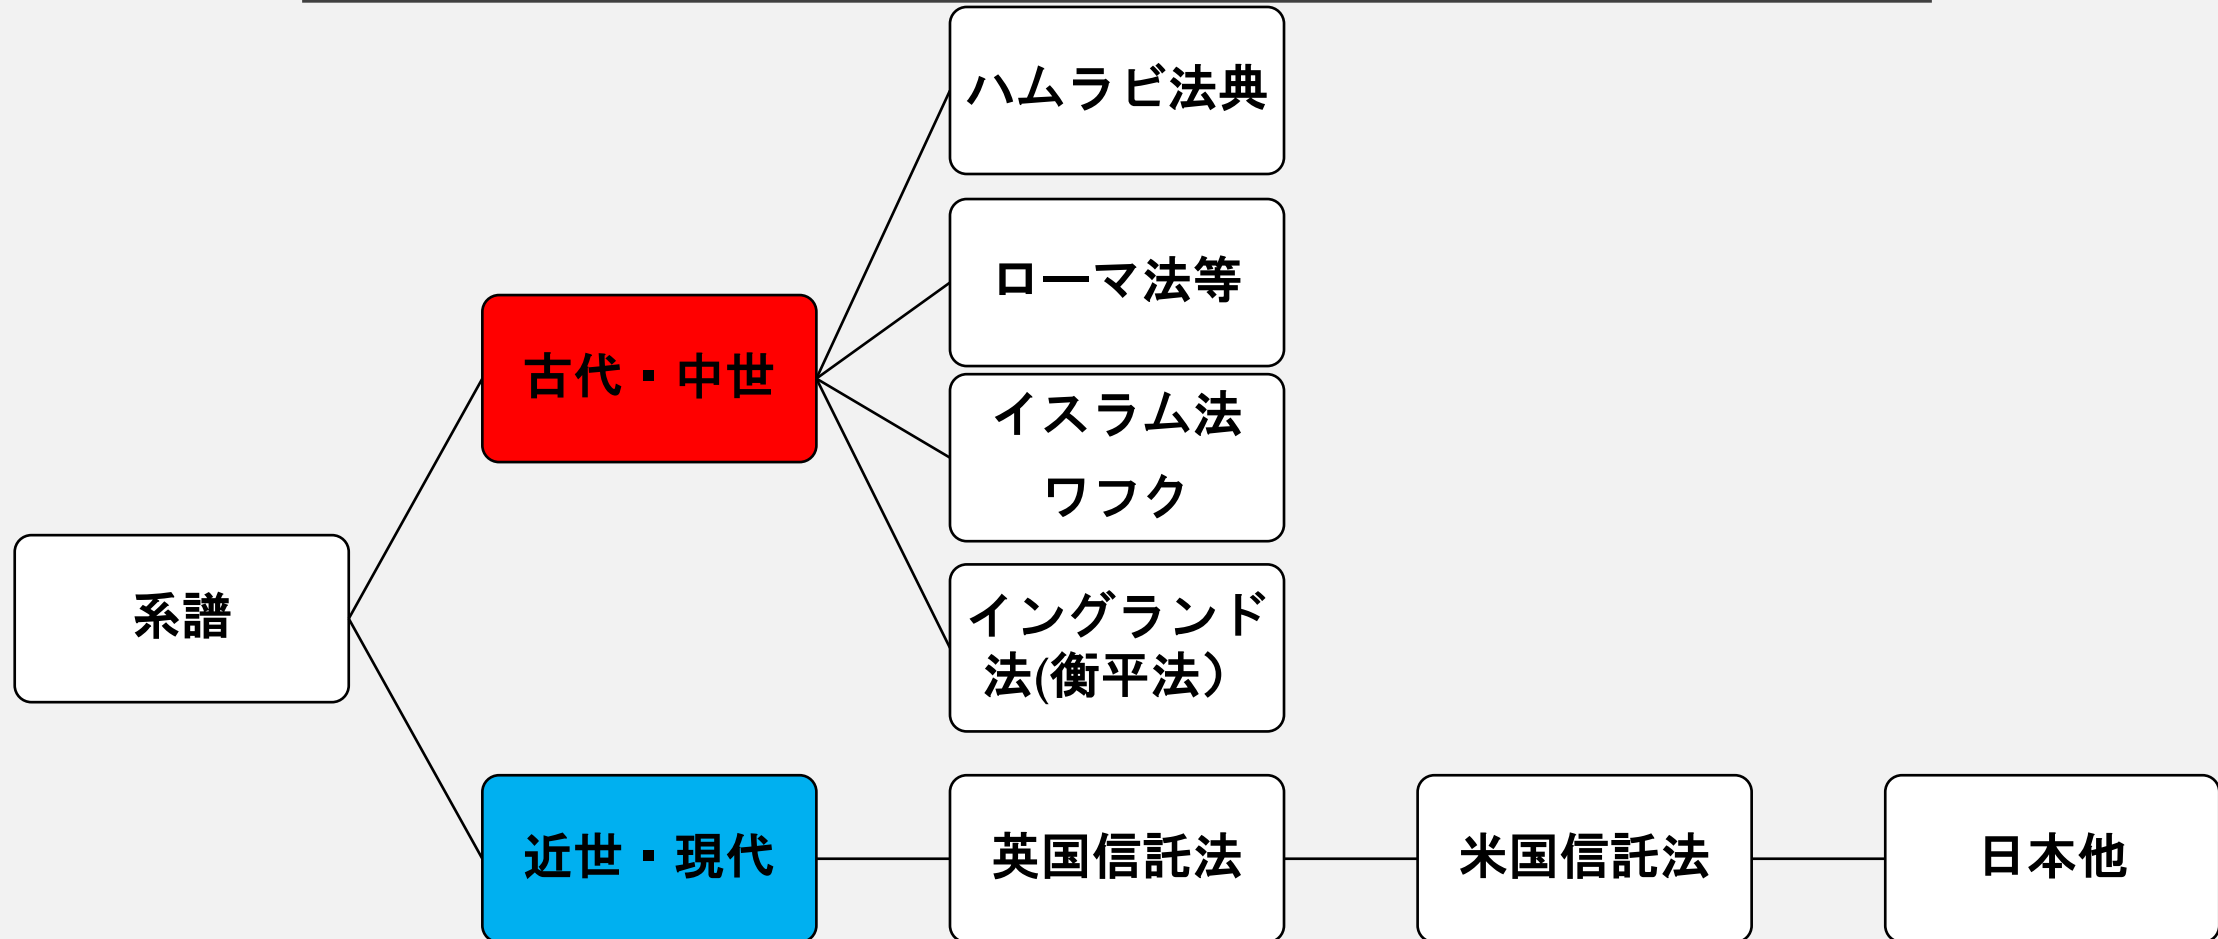 ハムラビ法典
ローマ法等
古代・中世
イスラム法
ワフク
系譜
イングランド
法(衡平法）
近世・現代
英国信託法
米国信託法
日本他